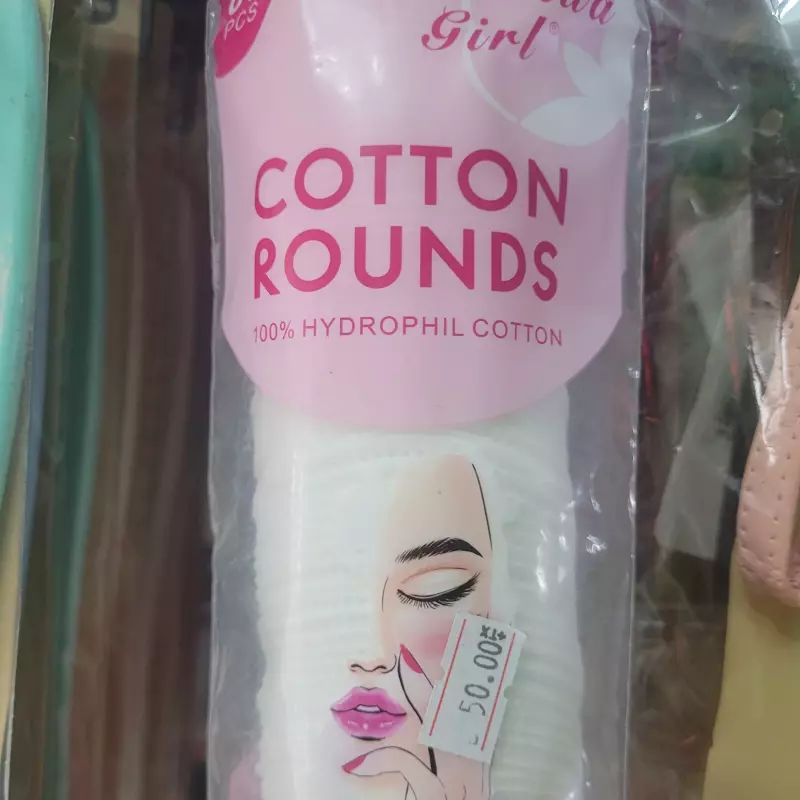 PCS
Girl®
COTTON
ROUNDS
100% HYDROPHIL COTTON
50.00